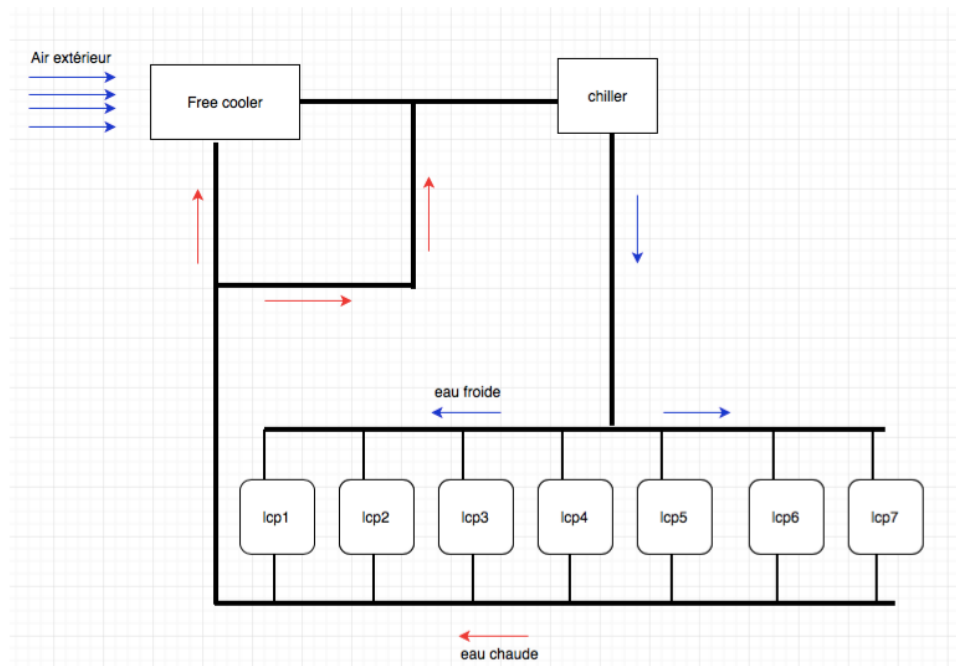 Air extérieur
Free cooler
chiller
eau froide
lcp1
lcp2
lcp3
lcp4
lcp5
lcp6
lcp7
eau chaude